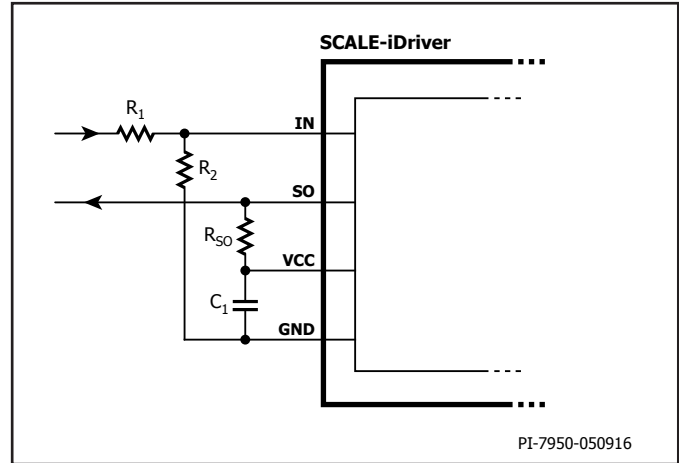 SCALE-iDriver
R1
IN
R2
SO
RSO
VCC
C1
GND
PI-7950-050916